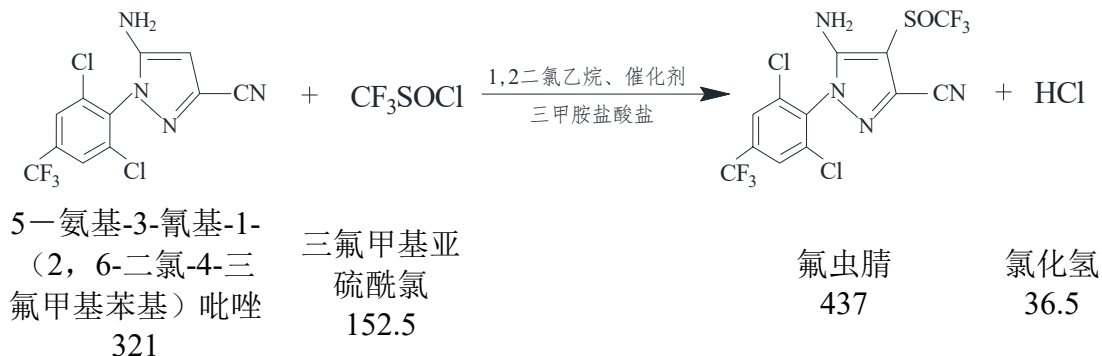 NH₂
Cl
N
N
CN
Cl
CF₃
+
CF₃SOCl
1,2二氯乙烷、催化剂
三甲胺盐酸盐
NH₂
SOCF₃
Cl
N
N
CN
Cl
CF₃
+
HCl
5－氨基-3-氰基-1-
（2，6-二氯-4-三
氟甲基苯基）吡唑
321
三氟甲基亚
硫酰氯
152.5
氟虫腈
437
氯化氢
36.5